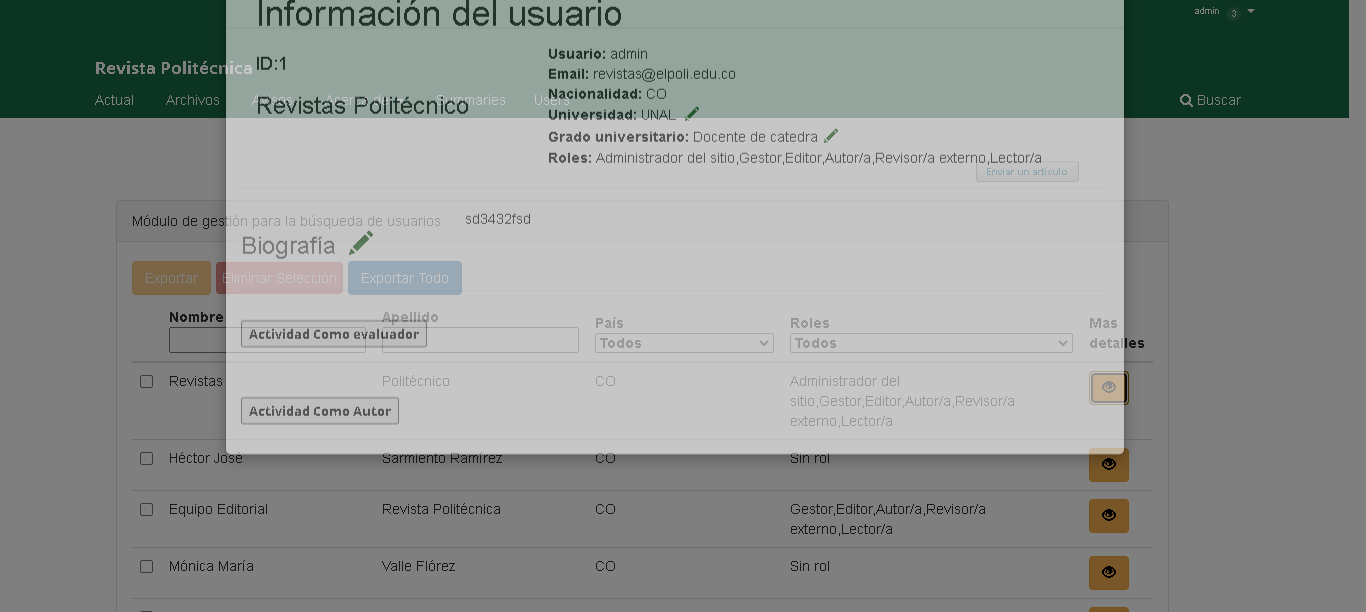 Información del usuario
admin 3
Revista Politécnica
ID:1
Usuario: admin
Email: revistas@elpoli.edu.co
Nacionalidad: CO
Actual Archivos Avisos Acerca de Summaries Users Buscar
Revistas Politécnico
Universidad: UNAL
Grado universitario: Docente de catedra
Roles: Administrador del sitio,Gestor,Editor,Autor/a,Revisor/a externo,Lector/a
Enviar un artículo
Módulo de gestión para la búsqueda de usuarios
sd3432fsd
Biografía
Exportar Eliminar Selección Exportar Todo
Nombre Apellido País Roles Mas detalles
Actividad Como evaluador
Todos Todos
Revistas Politécnico CO Administrador del
sitio,Gestor,Editor,Autor/a,Revisor/a
externo,Lector/a
Actividad Como Autor
Héctor José Sarmiento Ramírez CO Sin rol
Equipo Editorial Revista Politécnica CO Gestor,Editor,Autor/a,Revisor/a
externo,Lector/a
Mónica María Valle Flórez CO Sin rol